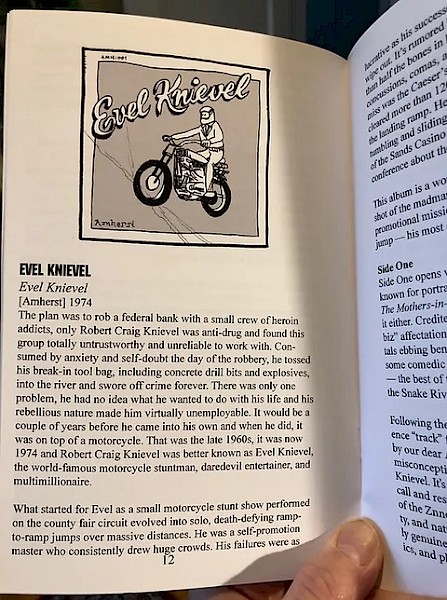 AMH-1001
Evel Knievel
Amherst
EVEL KNIEVEL
Evel Knievel
[Amherst] 1974
The plan was to rob a federal bank with a small crew of heroin
addicts, only Robert Craig Knievel was anti-drug and found this
group totally untrustworthy and unreliable to work with. Con-
sumed by anxiety and self-doubt the day of the robbery, he tossed
his break-in tool bag, including concrete drill bits and explosives,
into the river and swore off crime forever. There was only one
problem, he had no idea what he wanted to do with his life and his
rebellious nature made him virtually unemployable. It would be a
couple of years before he came into his own and when he did, it
was on top of a motorcycle. That was the late 1960s, it was now
1974 and Robert Craig Knievel was better known as Evel Knievel,
the world-famous motorcycle stuntman, daredevil entertainer, and
multimillionaire.
What started for Evel as a small motorcycle stunt show performed
on the county fair circuit evolved into solo, death-defying ramp-
to-ramp jumps over massive distances. He was a self-promotion
master who consistently drew huge crowds. His failures were as
12
lucrative as his success
wipe out. It's rumored
than half the bones in
concussions, comas, a
miss was the Caeser's
cleared more than 12
the landing ramp. He
tumbling and sliding
of the Sands Casino
conference about the
This album is a wo
shot of the madma
promotional missi
jump — his most
Side One
Side One opens v
known for portra
The Mothers-in-
it either. Credite
biz" affectation
tals ebbing ben
some comedic
— the best of
the Snake Riv
Following the
ence "track"
by our dear
misconcepti
Knievel. It's
call and res
of the Znn
ty, and nat
ly genuine
ics, and pl